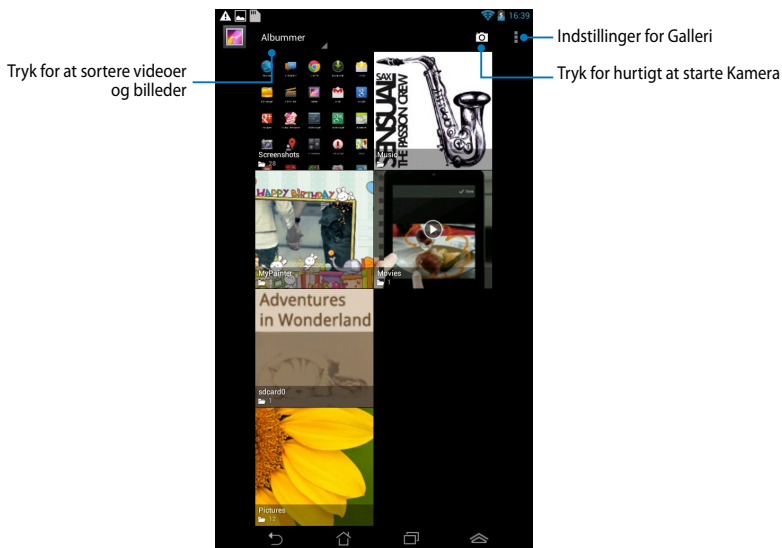 16:39
Albummer
Indstillinger for Galleri
Tryk for hurtigt at starte Kamera
Tryk for at sortere videoer
og billeder
Screenshots
28
SAX
SENSUAL
THE PASSION CREW
Music
HAPPY BIRTHDAY
MyPainter
Movies
1
Adventures
in Wonderland
sdcard0
1
Pictures
12